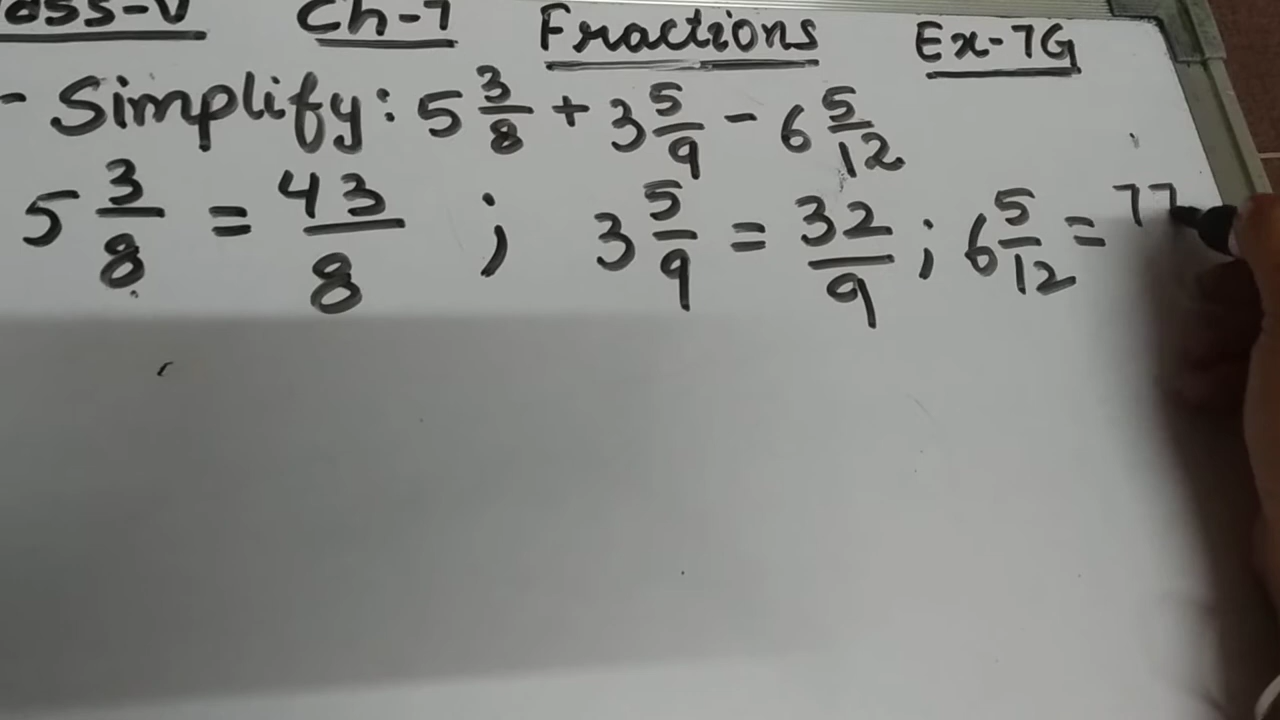 Ch-7 Fractions Ex-7G
- Simplify: 5 3/8 + 3 5/9 - 6 5/12
5 3/8 = 43/8 ; 3 5/9 = 32/9 ; 6 5/12 = 77